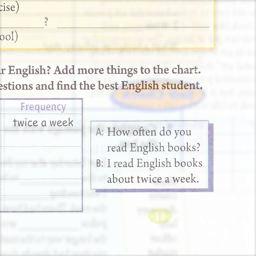 cise)
?
ool)
r English? Add more things to the chart.
estions and find the best English student.
Frequency
twice a week
A: How often do you
read English books?
B: I read English books
about twice a week.